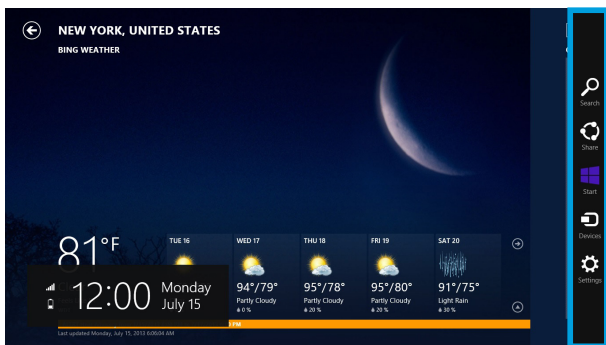 NEW YORK, UNITED STATES
BING WEATHER
Search
Share
Start
Devices
Settings
81°F
TUE 16
WED 17
94°/79°
Partly Cloudy
0 %
THU 18
95°/78°
Partly Cloudy
20 %
FRI 19
95°/80°
Partly Cloudy
20 %
SAT 20
91°/75°
Light Rain
30 %
12:00
Monday
July 15
PM
Last updated Monday, July 15, 2013 6:06:04 AM